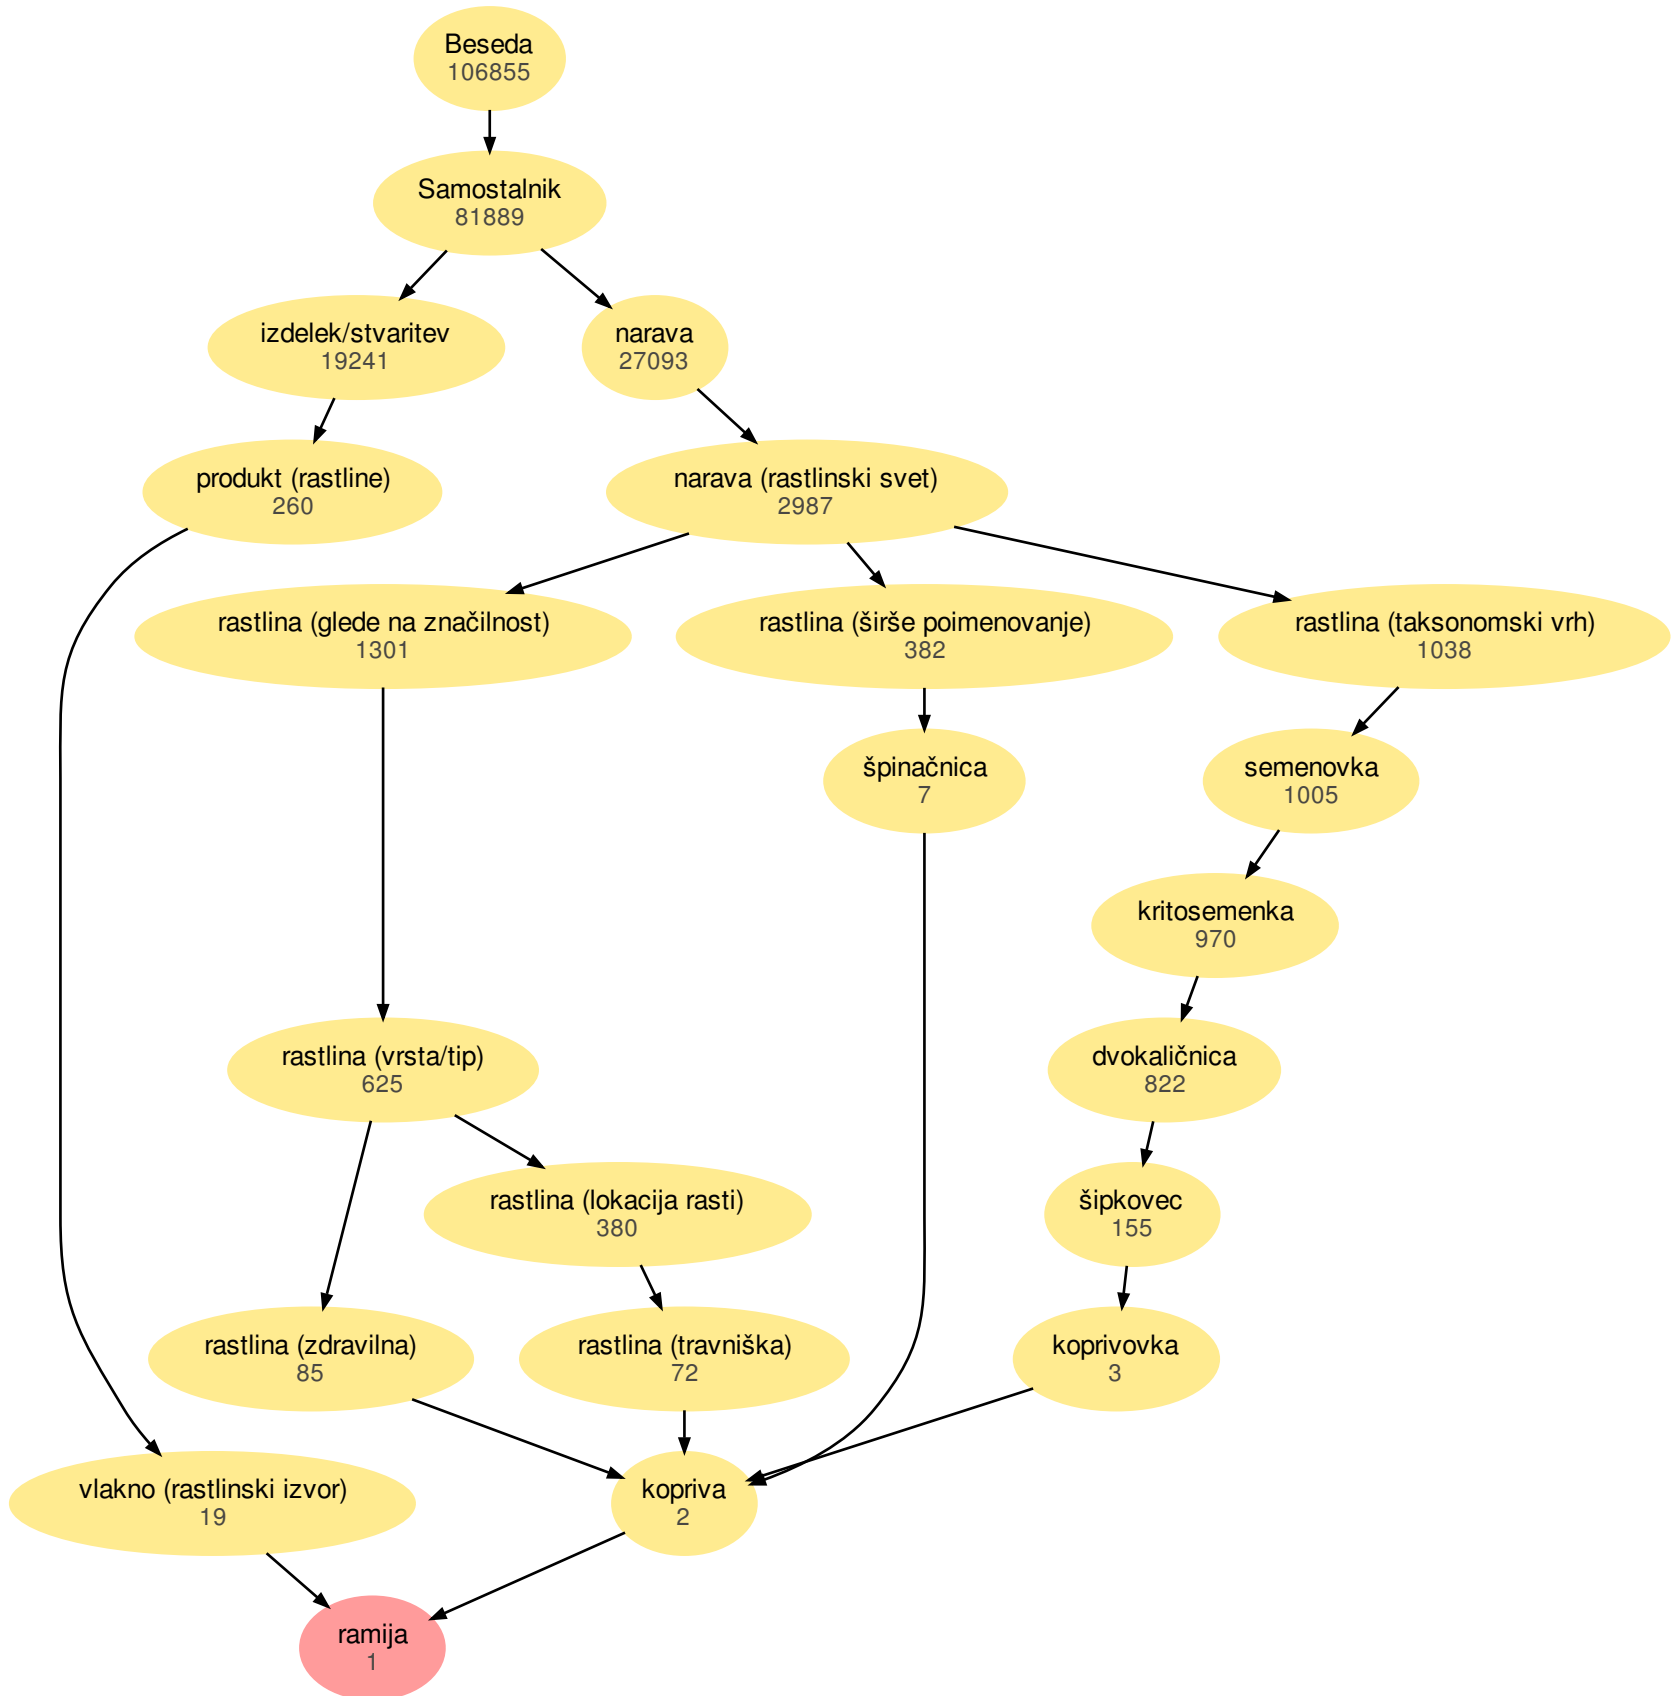 Beseda
106855
Samostalnik
81889
izdelek/stvaritev
19241
narava
27093
produkt (rastline)
260
narava (rastlinski svet)
2987
rastlina (glede na značilnost)
1301
rastlina (širše poimenovanje)
382
rastlina (taksonomski vrh)
1038
špinačnica
7
semenovka
1005
kritosemenka
970
rastlina (vrsta/tip)
625
dvokaličnica
822
rastlina (lokacija rasti)
380
šipkovec
155
rastlina (zdravilna)
85
rastlina (travniška)
72
koprivovka
3
vlakno (rastlinski izvor)
19
kopriva
2
ramija
1